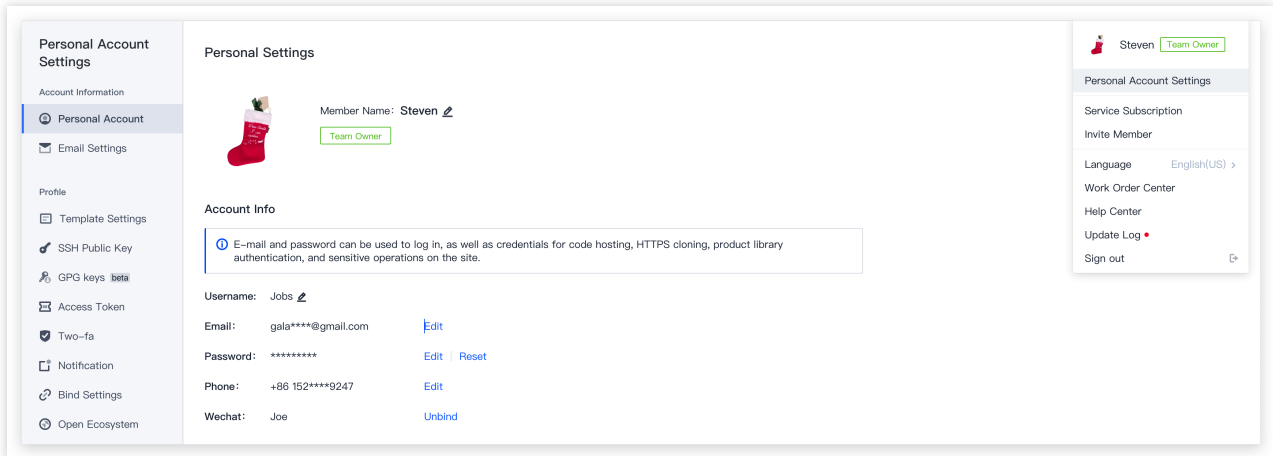 Personal Account
Settings
Account Information
Personal Account
Email Settings
Profile
Template Settings
SSH Public Key
GPG keys beta
Access Token
Two-fa
Notification
Bind Settings
Open Ecosystem
Personal Settings
Member Name: Steven
Team Owner
Account Info
E-mail and password can be used to log in, as well as credentials for code hosting, HTTPS cloning, product library
authentication, and sensitive operations on the site.
Username: Jobs
Email: gala****@gmail.com Edit
Password: ********* Edit Reset
Phone: +86 152****9247 Edit
Wechat: Joe Unbind
Steven Team Owner
Personal Account Settings
Service Subscription
Invite Member
Language English(US) >
Work Order Center
Help Center
Update Log
Sign out